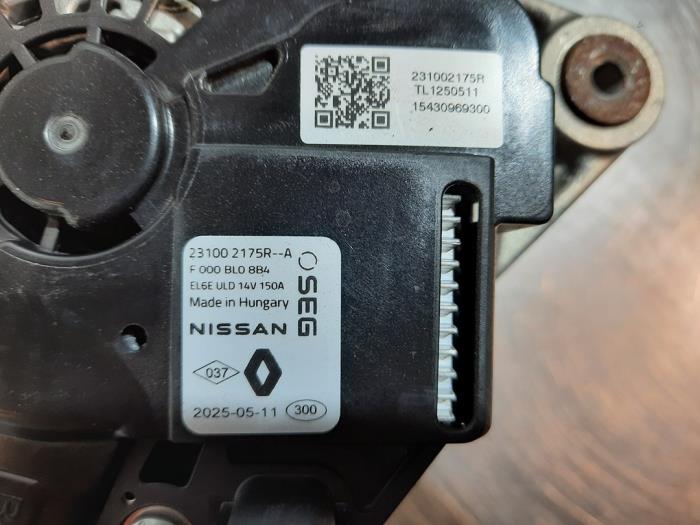 231002175R
TL1250511
15430969300
23100 2175R--A
F 000 BL0 8B4
EL6E ULD 14V 150A
Made in Hungary
SEG
NISSAN
037
2025-05-11 300